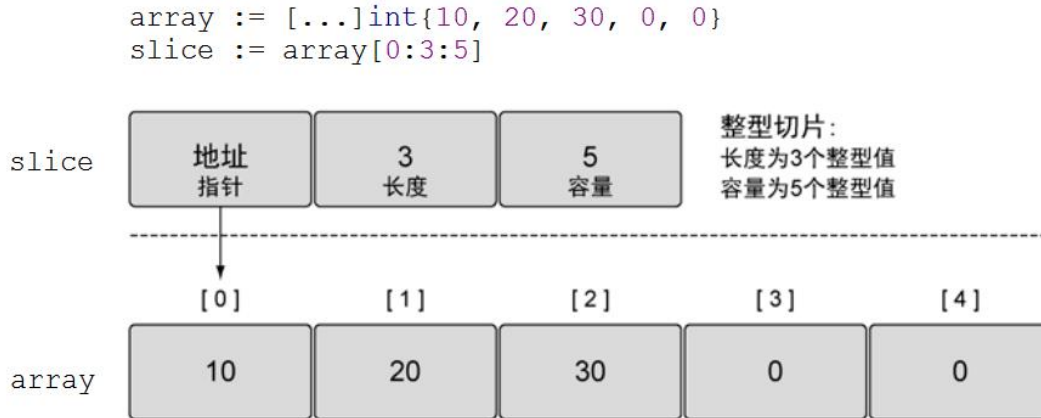 array := [...]int{10, 20, 30, 0, 0}
slice := array[0:3:5]
整型切片:
slice 地址 3 5 长度为3个整型值
指针 长度 容量 容量为5个整型值
[0] [1] [2] [3] [4]
array 10 20 30 0 0